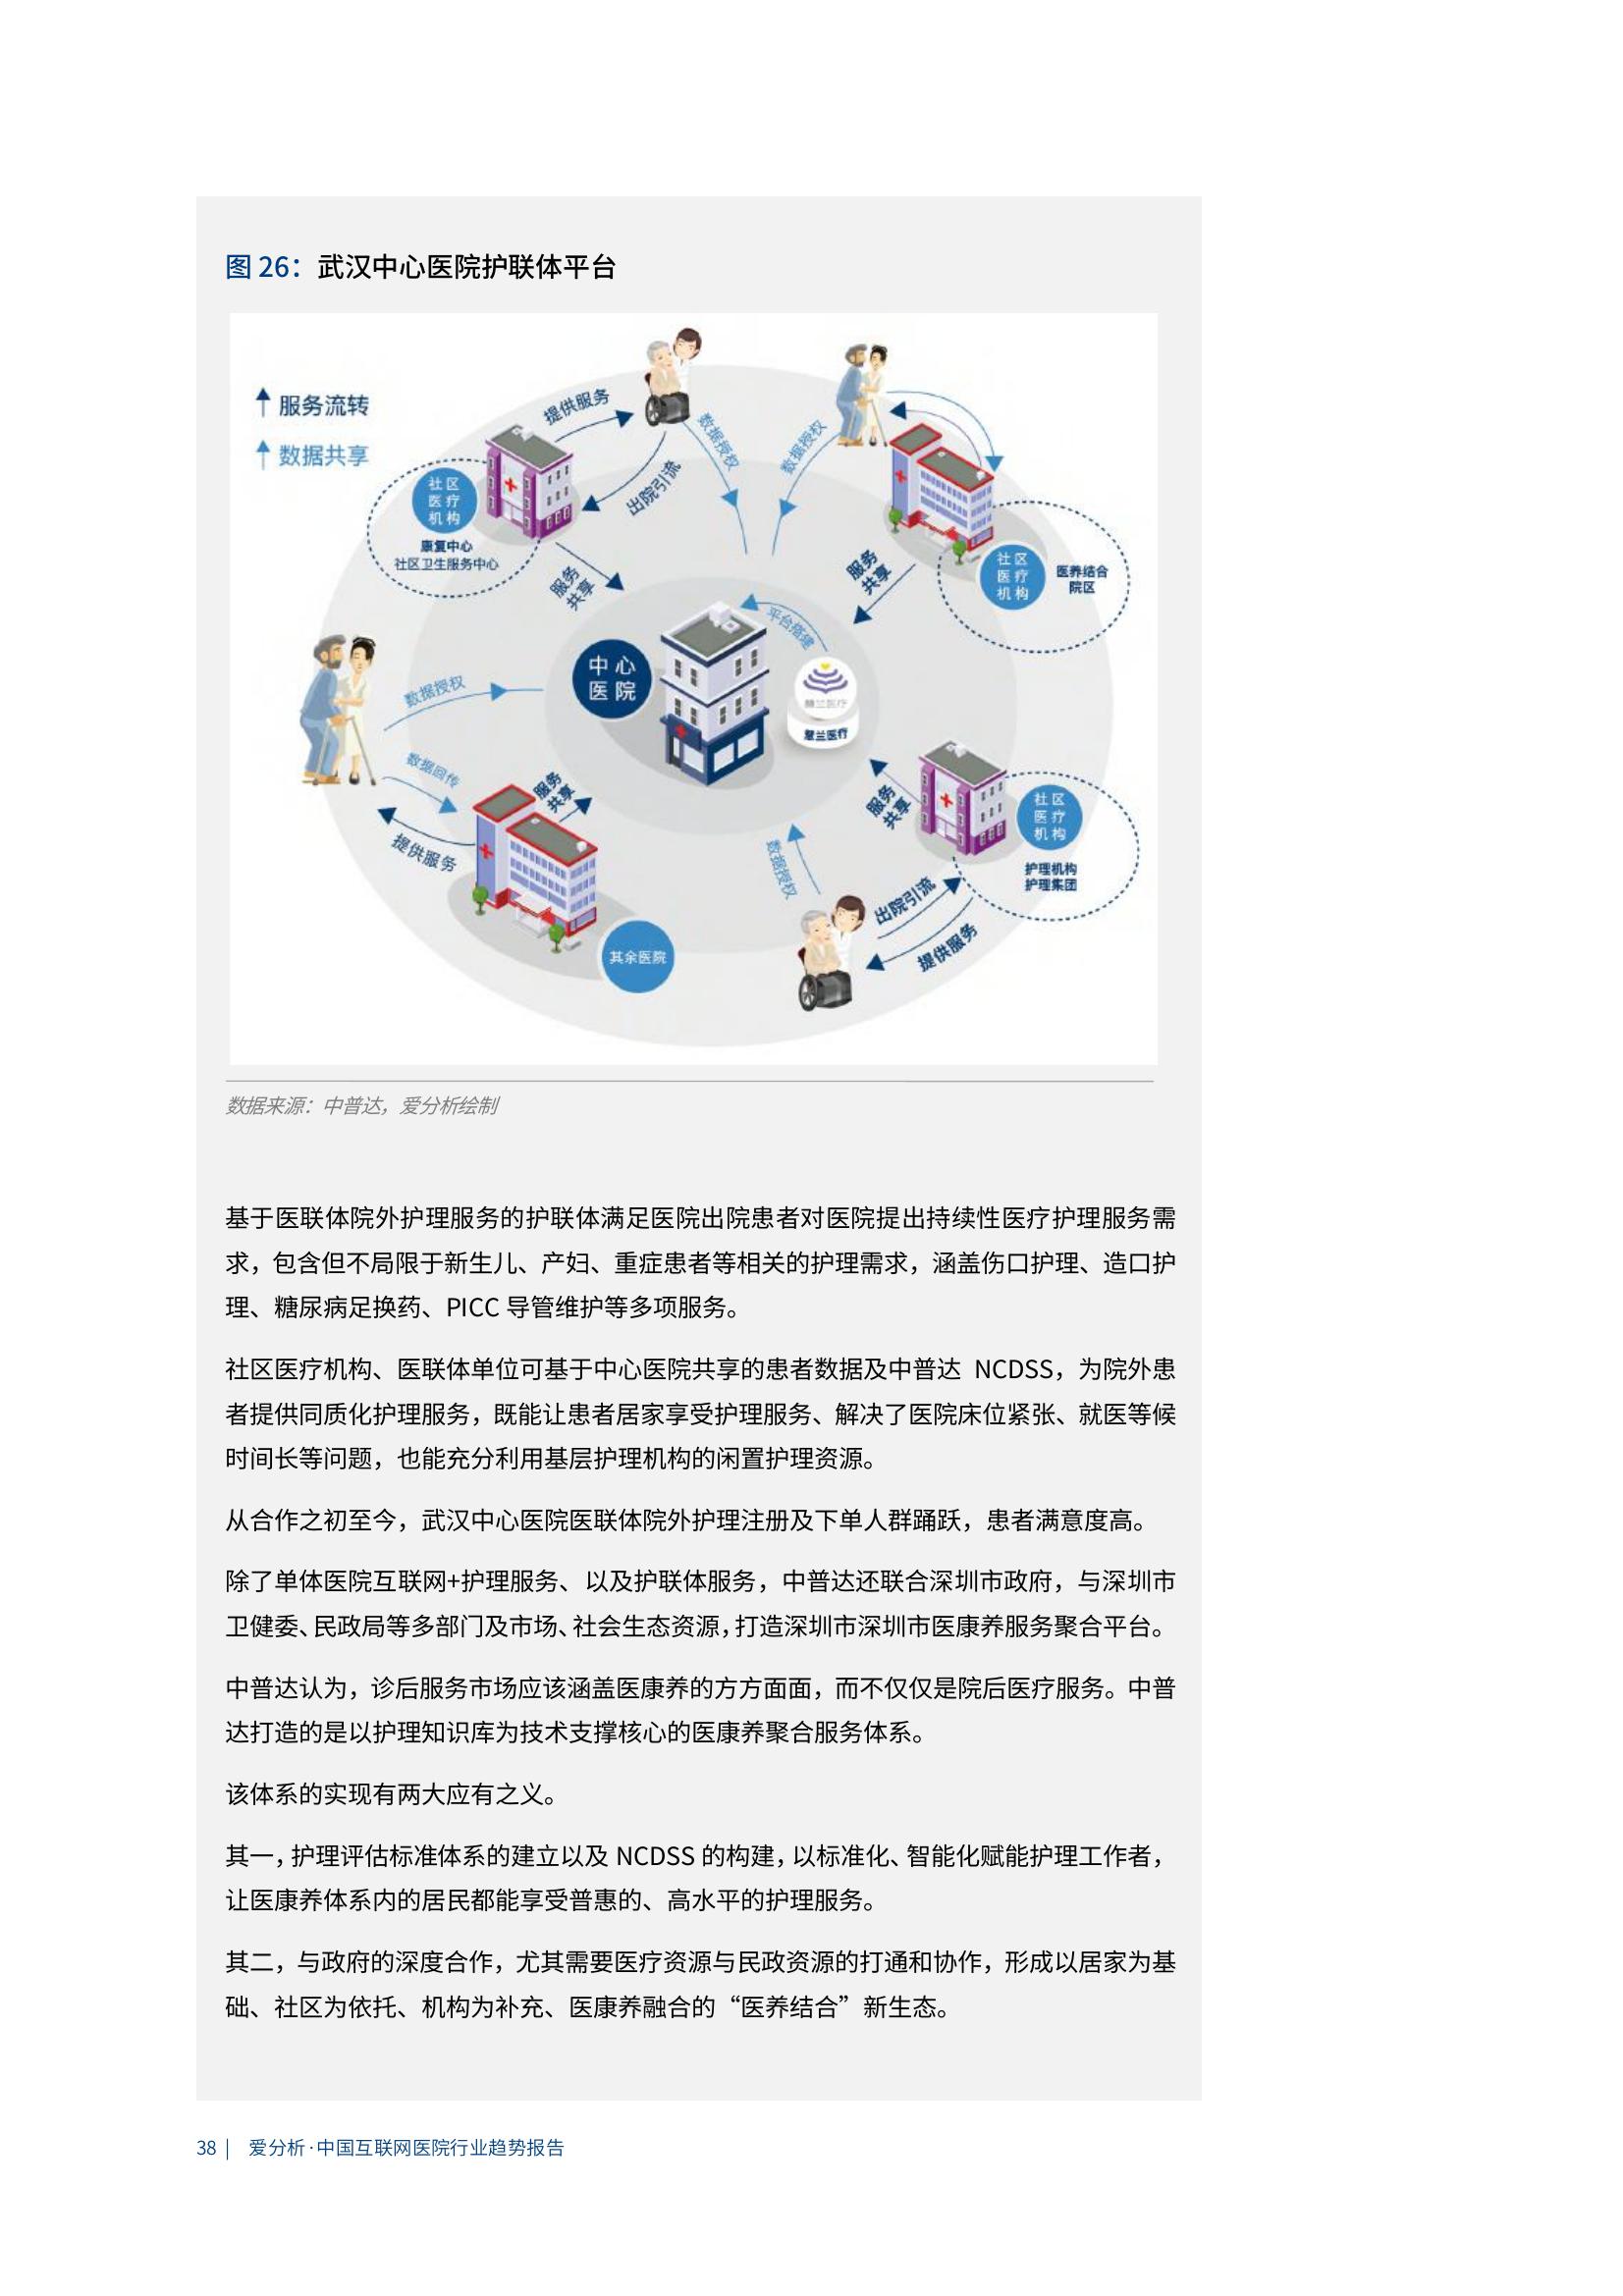 图 26：武汉中心医院护联体平台
服务流转
数据共享
提供服务
数据授权
数据授权
出院引流
社区
医疗
机构
康复中心
社区卫生服务中心
服务
共享
服务
共享
社区
医疗
机构
医养结合
院区
平台搭建
中心
医院
慧兰医疗
数据授权
数据回传
提供服务
服务
共享
其余医院
服务
共享
社区
医疗
机构
护理机构
护理集团
数据授权
出院引流
提供服务
数据来源：中普达，爱分析绘制
基于医联体院外护理服务的护联体满足医院出院患者对医院提出持续性医疗护理服务需
求，包含但不局限于新生儿、产妇、重症患者等相关的护理需求，涵盖伤口护理、造口护
理、糖尿病足换药、PICC 导管维护等多项服务。
社区医疗机构、医联体单位可基于中心医院共享的患者数据及中普达 NCDSS，为院外患
者提供同质化护理服务，既能让患者居家享受护理服务、解决了医院床位紧张、就医等候
时间长等问题，也能充分利用基层护理机构的闲置护理资源。
从合作之初至今，武汉中心医院医联体院外护理注册及下单人群踊跃，患者满意度高。
除了单体医院互联网+护理服务、以及护联体服务，中普达还联合深圳市政府，与深圳市
卫健委、民政局等多部门及市场、社会生态资源，打造深圳市深圳市医康养服务聚合平台。
中普达认为，诊后服务市场应该涵盖医康养的方方面面，而不仅仅是院后医疗服务。中普
达打造的是以护理知识库为技术支撑核心的医康养聚合服务体系。
该体系的实现有两大应有之义。
其一，护理评估标准体系的建立以及 NCDSS 的构建，以标准化、智能化赋能护理工作者，
让医康养体系内的居民都能享受普惠的、高水平的护理服务。
其二，与政府的深度合作，尤其需要医疗资源与民政资源的打通和协作，形成以居家为基
础、社区为依托、机构为补充、医康养融合的“医养结合”新生态。
38 | 爱分析·中国互联网医院行业趋势报告